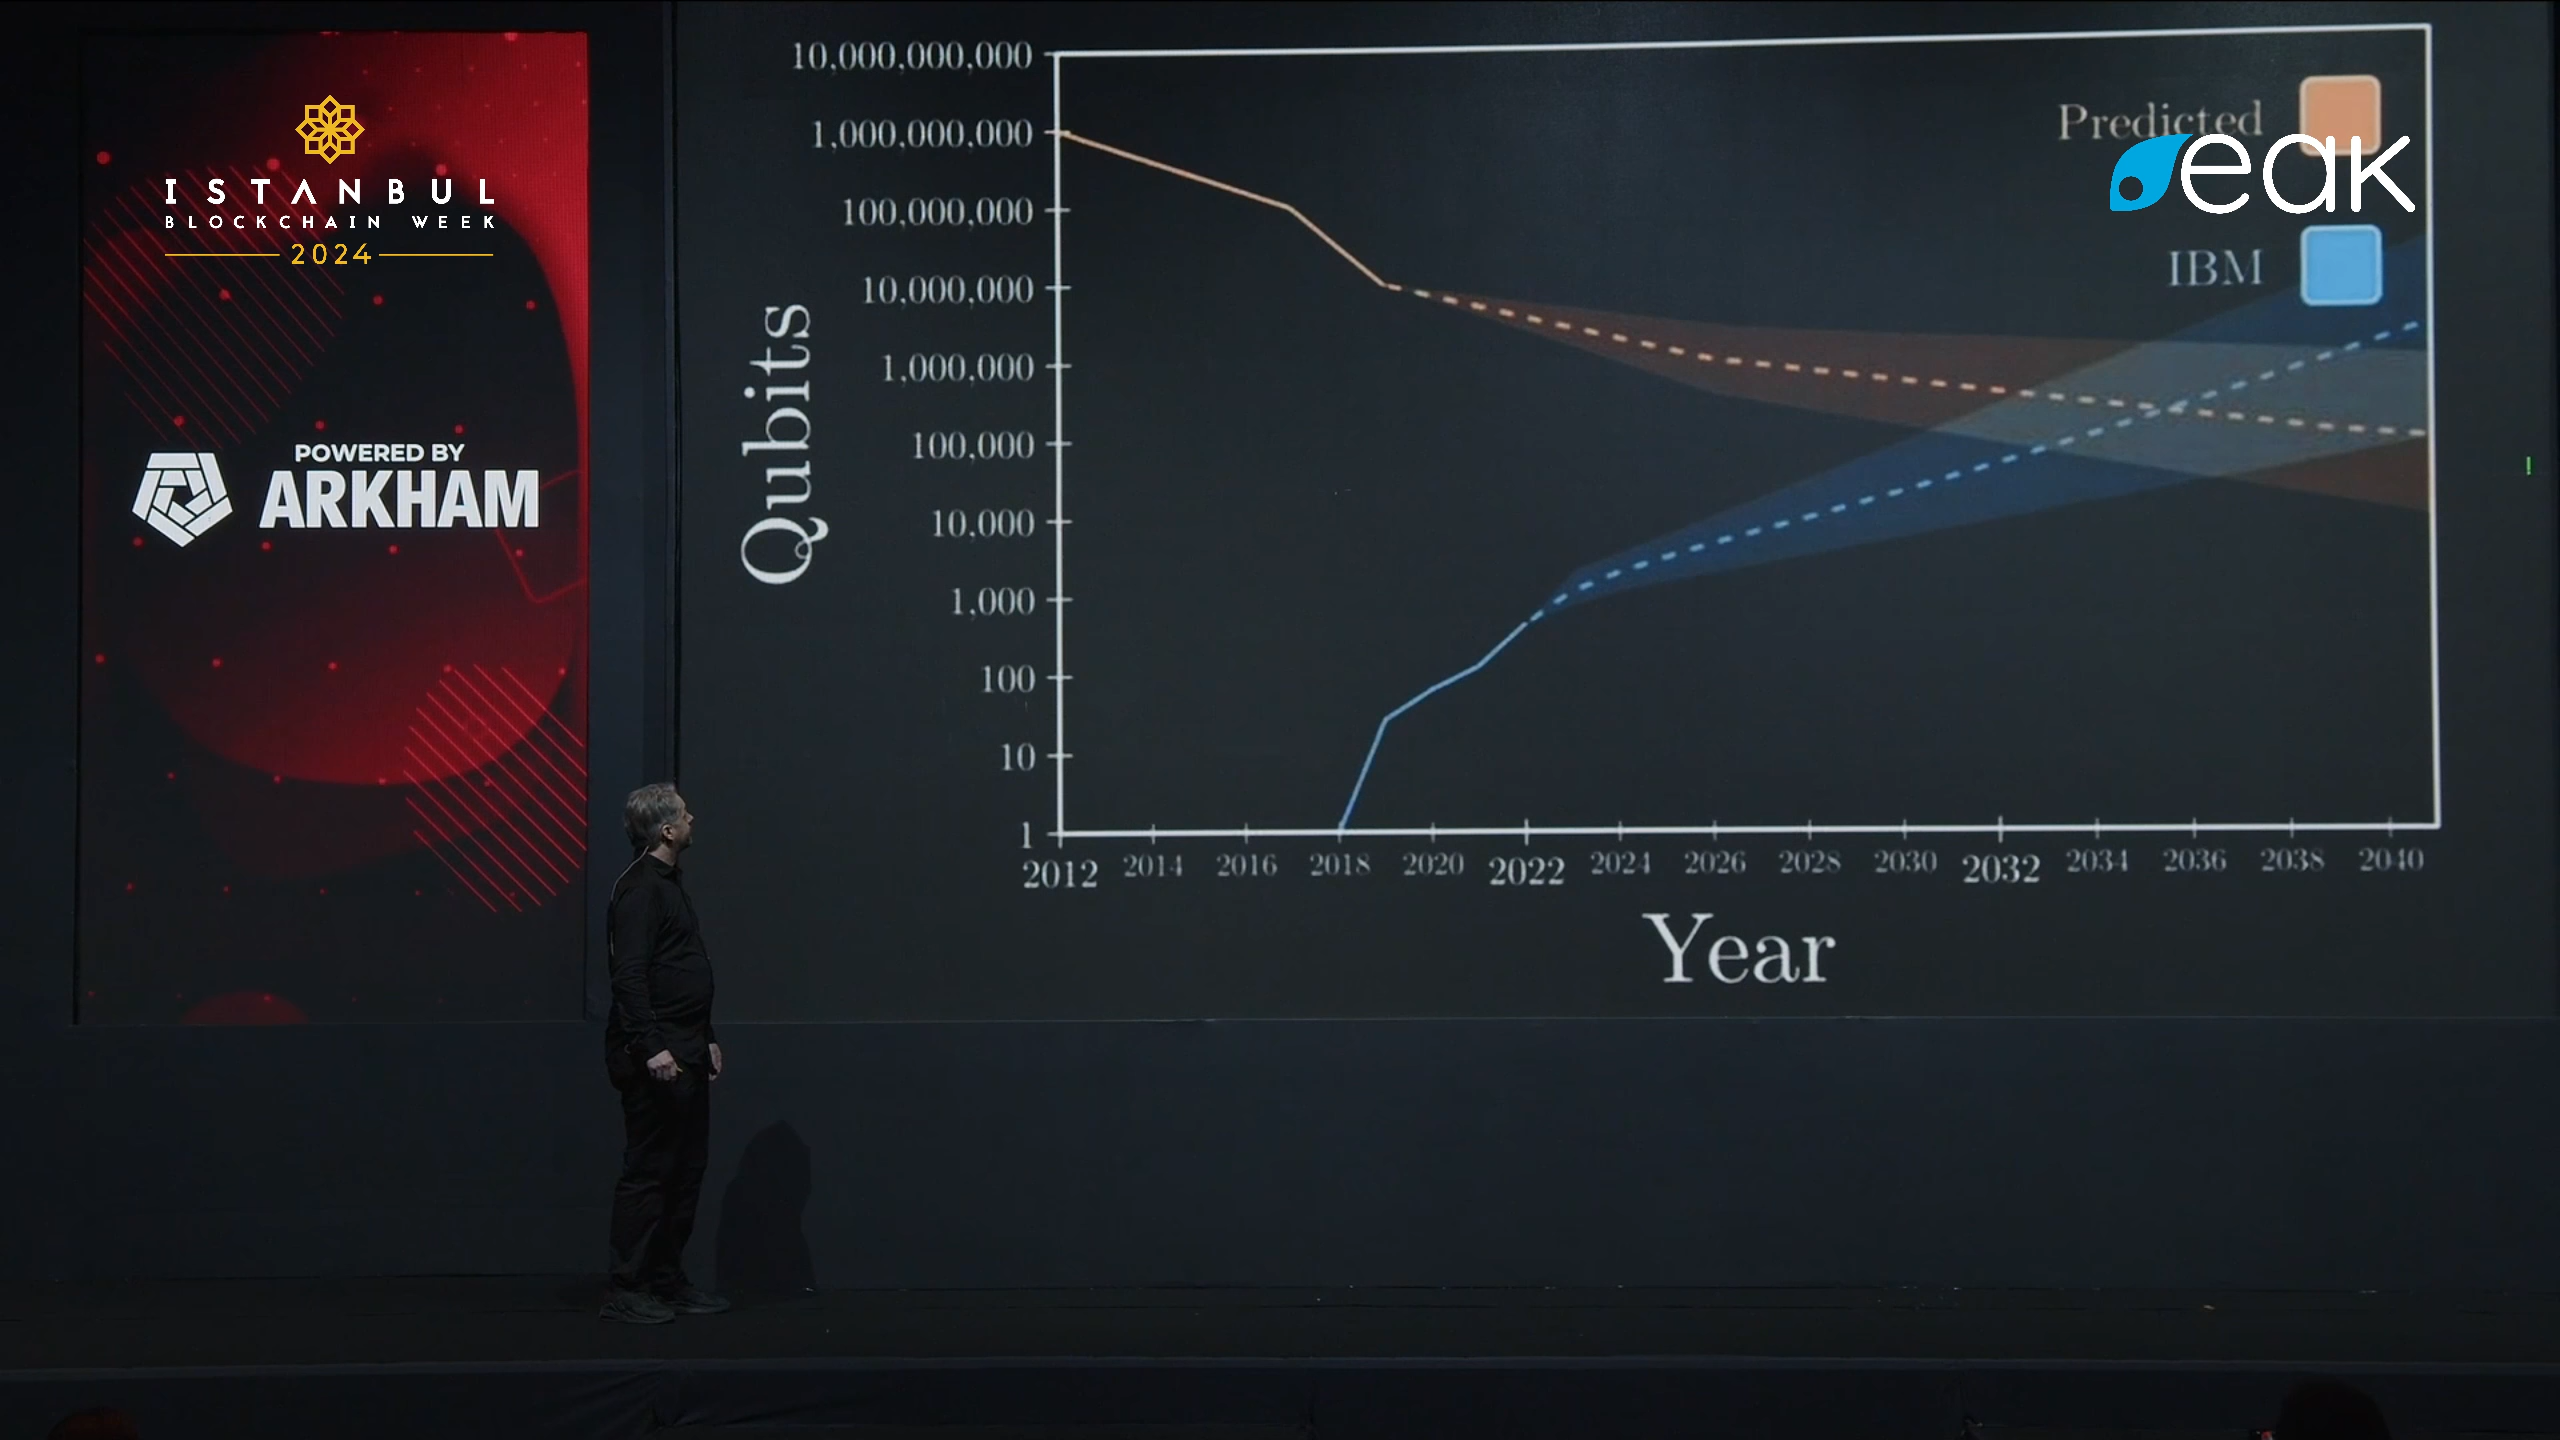 ISTANBUL
BLOCKCHAIN WEEK
2024
POWERED BY
ARKHAM
10,000,000,000
1,000,000,000
100,000,000
10,000,000
1,000,000
100,000
10,000
1,000
100
10
1
Qubits
2012 2014 2016 2018 2020 2022 2024 2026 2028 2030 2032 2034 2036 2038 2040
Year
Predicted
eak
IBM